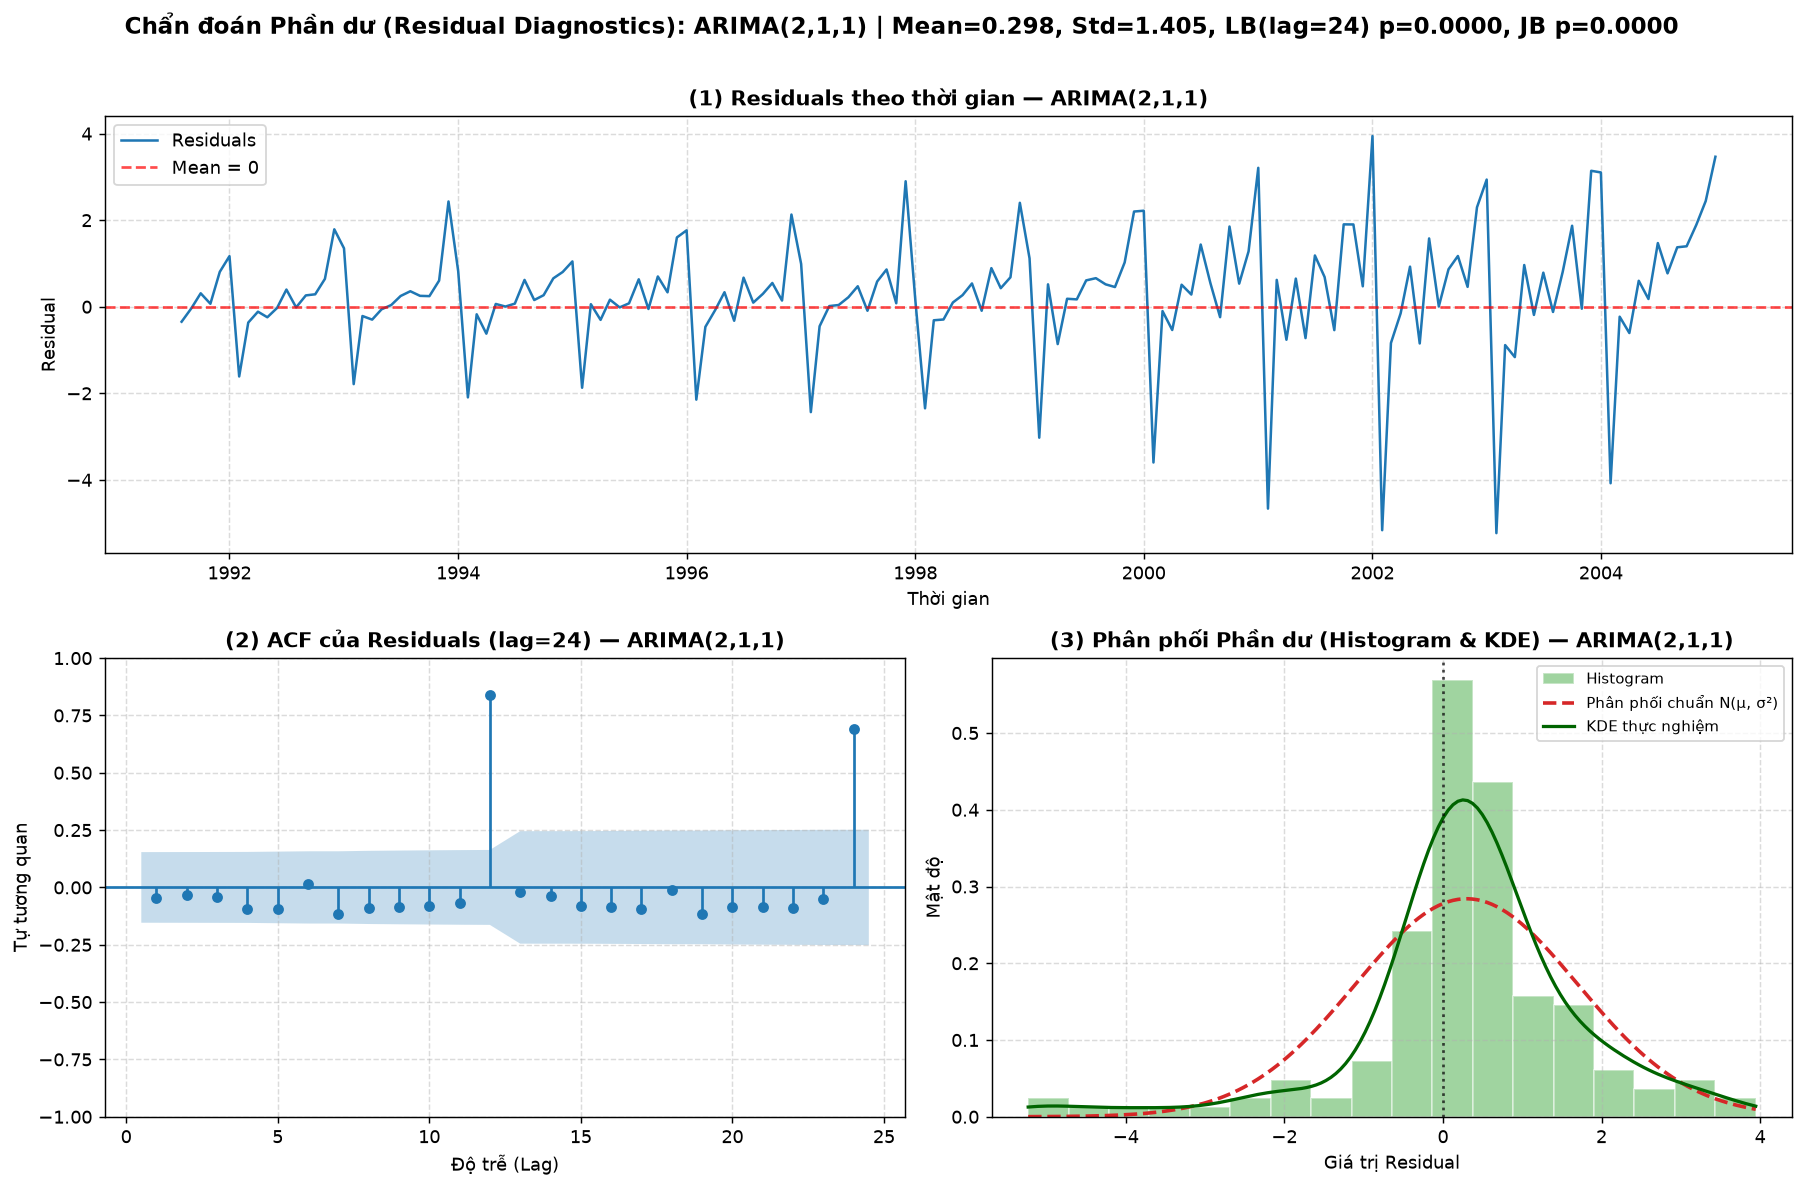 Chẩn đoán Phần dư (Residual Diagnostics): ARIMA(2,1,1) | Mean=0.298, Std=1.405, LB(lag=24) p=0.0000, JB p=0.0000
(1) Residuals theo thời gian — ARIMA(2,1,1)
Residuals
Mean = 0
Residual
4
2
0
−2
−4
1992
1994
1996
1998
2000
2002
2004
Thời gian
(2) ACF của Residuals (lag=24) — ARIMA(2,1,1)
Tự tương quan
1.00
0.75
0.50
0.25
0.00
−0.25
−0.50
−0.75
−1.00
0
5
10
15
20
25
Độ trễ (Lag)
(3) Phân phối Phần dư (Histogram & KDE) — ARIMA(2,1,1)
Histogram
Phân phối chuẩn N(μ, σ²)
KDE thực nghiệm
Mật độ
0.5
0.4
0.3
0.2
0.1
0.0
−4
−2
0
2
4
Giá trị Residual